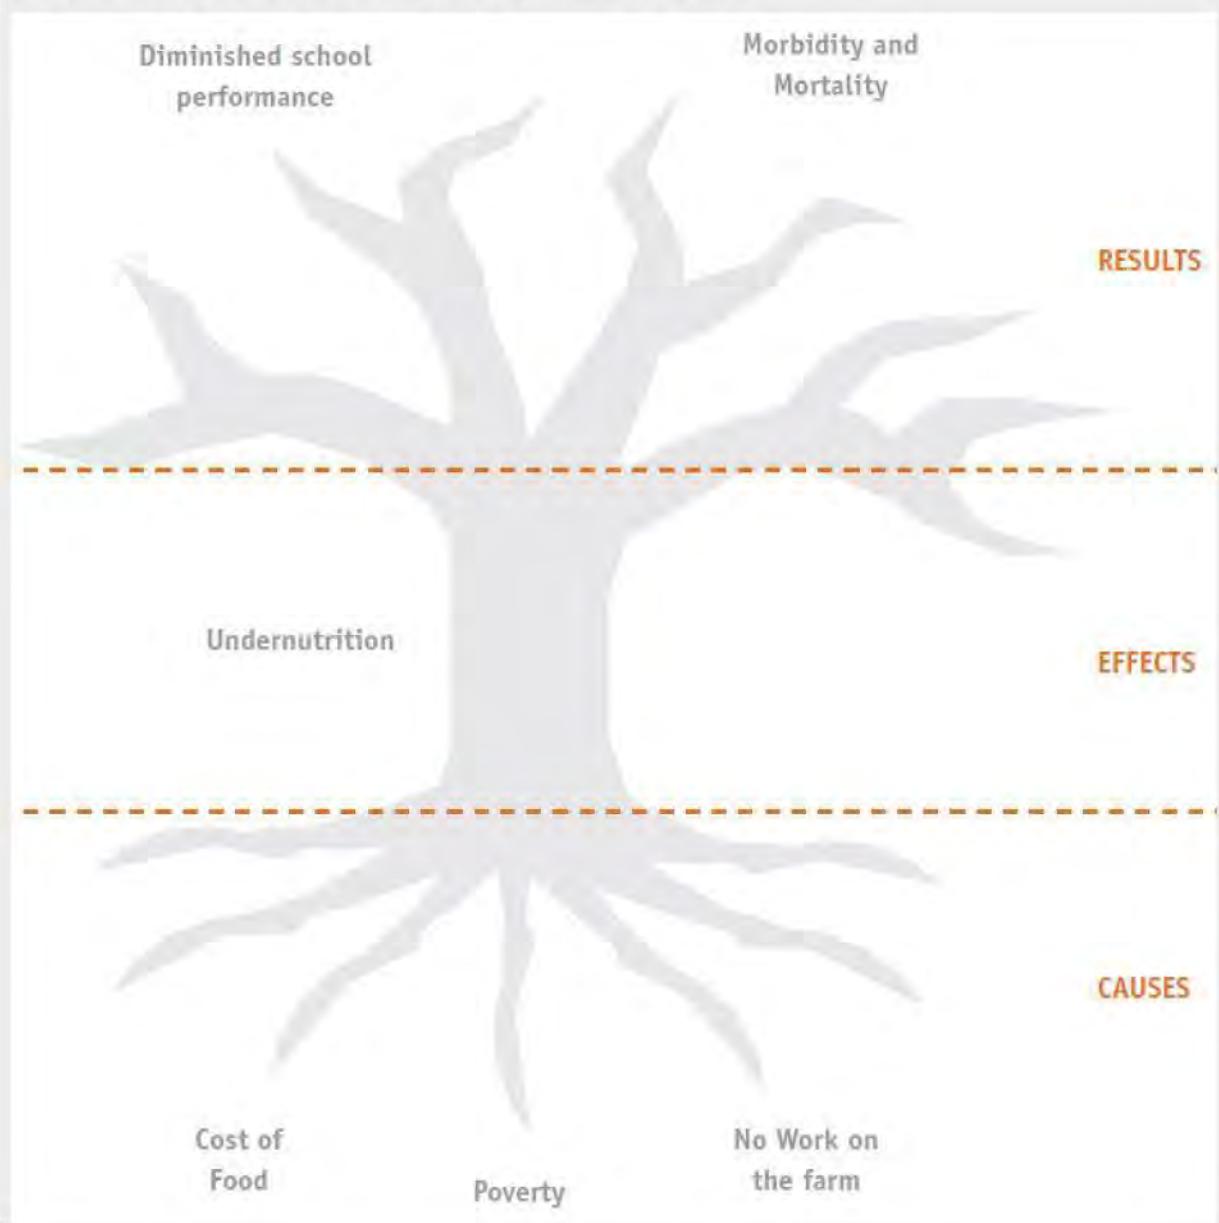 Diminished school
performance
Morbidity and
Mortality
RESULTS
Undernutrition
EFFECTS
CAUSES
Cost of
Food
Poverty
No Work on
the farm